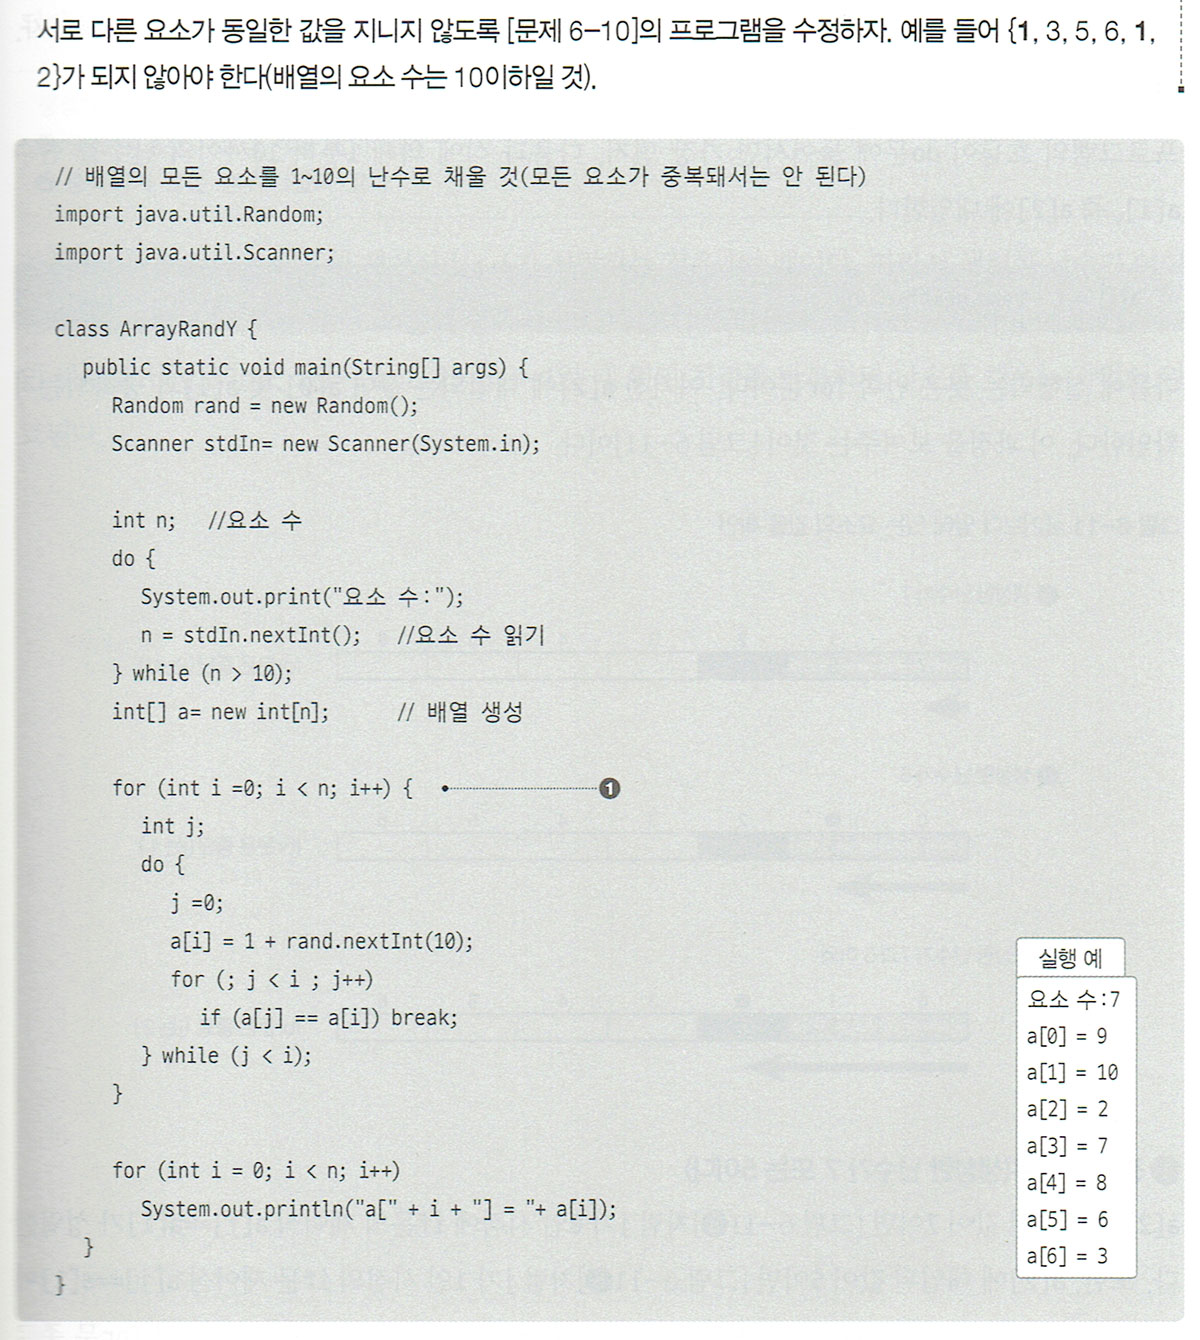 서로 다른 요소가 동일한 값을 지니지 않도록 [문제 6-10]의 프로그램을 수정하자. 예를 들어 {1, 3, 5, 6, 1,
2}가 되지 않아야 한다(배열의 요소 수는 10이하일 것).
// 배열의 모든 요소를 1~10의 난수로 채울 것(모든 요소가 중복돼서는 안 된다)
import java.util.Random;
import java.util.Scanner;
class ArrayRandY {
public static void main(String[] args) {
Random rand = new Random();
Scanner stdIn= new Scanner(System.in);
int n; //요소 수
do {
System.out.print("요소 수:");
n = stdIn.nextInt(); //요소 수 읽기
} while (n > 10);
int[] a= new int[n]; // 배열 생성
for (int i =0; i < n; i++) { ❶
int j;
do {
j =0;
a[i] = 1 + rand.nextInt(10);
for (; j < i ; j++)
if (a[j] == a[i]) break;
} while (j < i);
}
for (int i = 0; i < n; i++)
System.out.println("a[" + i + "] = "+ a[i]);
}
}
실행 예
요소 수:7
a[0] = 9
a[1] = 10
a[2] = 2
a[3] = 7
a[4] = 8
a[5] = 6
a[6] = 3